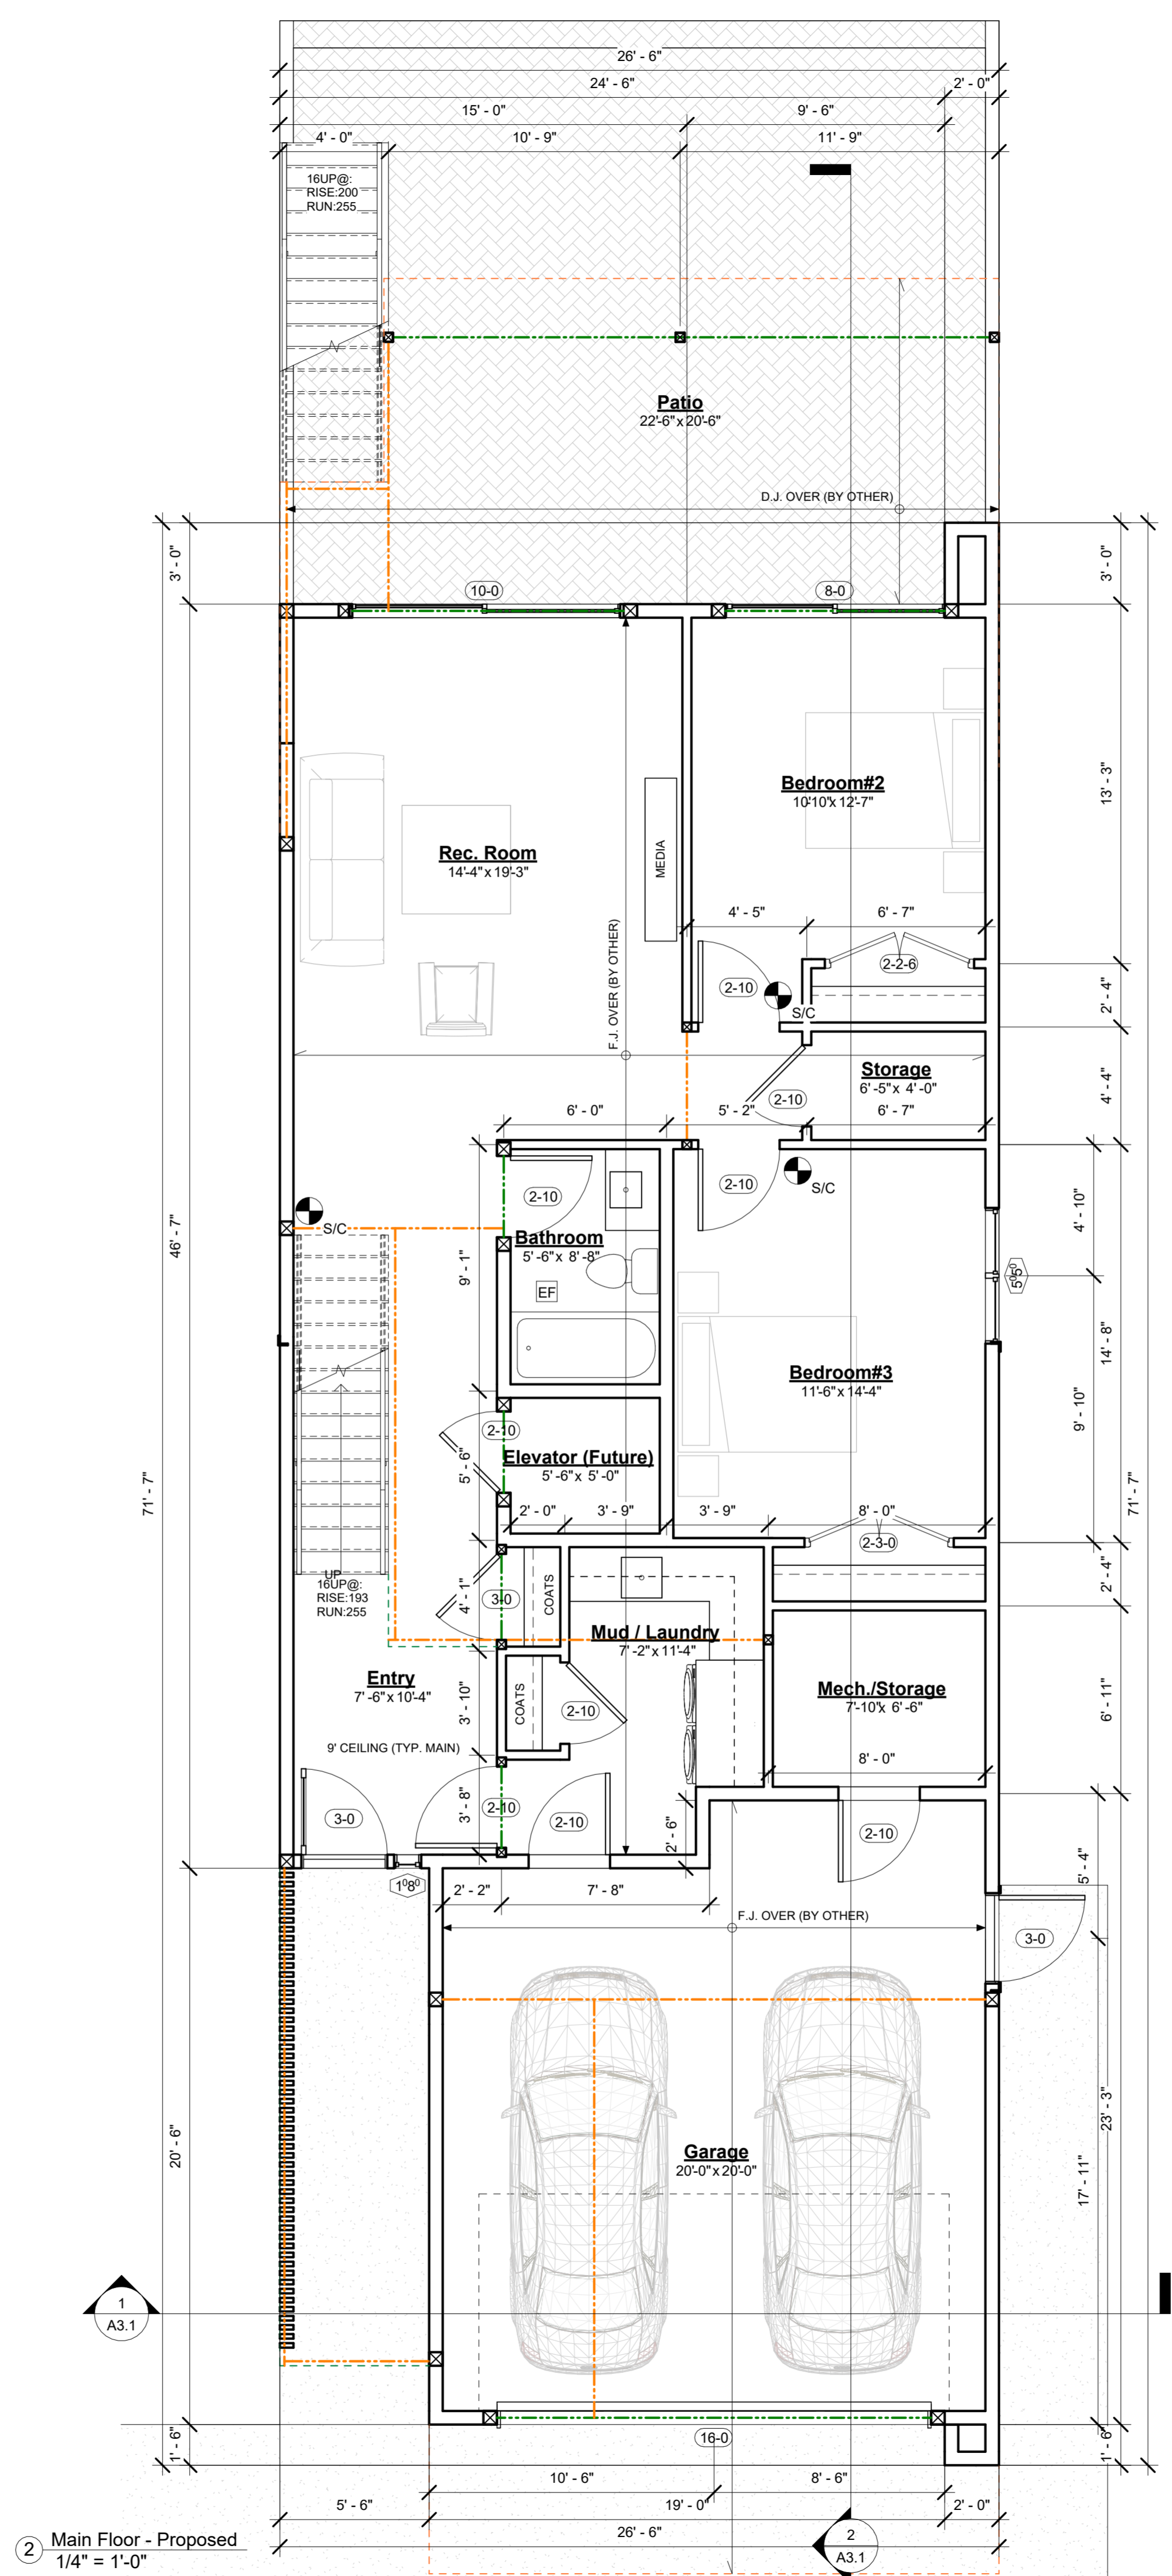 26' - 6"
24' - 6"
2' - 0"
15' - 0"
9' - 6"
4' - 0"
10' - 9"
11' - 9"
16UP@:
RISE:200
RUN:255
Patio
22'-6" x 20'-6"
D.J. OVER (BY OTHER)
3' - 0"
3' - 0"
10-0
8-0
13' - 3"
Bedroom#2
10'10"x 12'-7"
Rec. Room
14'-4" x 19'-3"
MEDIA
4' - 5"
6' - 7"
F.J. OVER (BY OTHER)
2-2-6
2-10
S/C
2' - 4"
Storage
6' -5" x 4' -0"
4' - 4"
2-10
6' - 0"
5' - 2"
6' - 7"
2-10
S/C
2-10
4' - 10"
S/C
Bathroom
5' -6" x 8' -8"
EF
46' - 7"
9' - 1"
5⁰5⁰
14' - 8"
Bedroom#3
11'-6" x 14'-4"
9' - 10"
2-10
Elevator (Future)
5' -6" x 5' -0"
5' - 6"
71' - 7"
71' - 7"
2' - 0"
3' - 9"
3' - 9"
8' - 0"
2-3-0
UP
16UP@:
RISE:193
RUN:255
4' - 1"
3-0
COATS
2' - 4"
Mud / Laundry
7' -2" x 11'-4"
Entry
7' -6" x 10'-4"
3' - 10"
COATS
2-10
Mech./Storage
7'-10"x 6' -6"
6' - 11"
9' CEILING (TYP. MAIN)
8' - 0"
3-0
3' - 8"
2-10
2-10
2' - 6"
2-10
1⁰8⁰
2' - 2"
7' - 8"
5' - 4"
F.J. OVER (BY OTHER)
3-0
20' - 6"
23' - 3"
17' - 11"
Garage
20'-0" x 20'-0"
1
A3.1
16-0
1' - 6"
1' - 6"
10' - 6"
8' - 6"
5' - 6"
19' - 0"
2' - 0"
26' - 6"
2
A3.1
2 Main Floor - Proposed
1/4" = 1'-0"